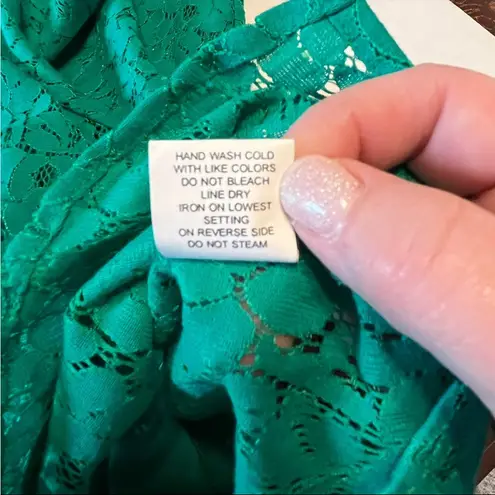 HAND WASH COLD
WITH LIKE COLORS
DO NOT BLEACH
LINE DRY
IRON ON LOWEST
SETTING
ON REVERSE SIDE
DO NOT STEAM